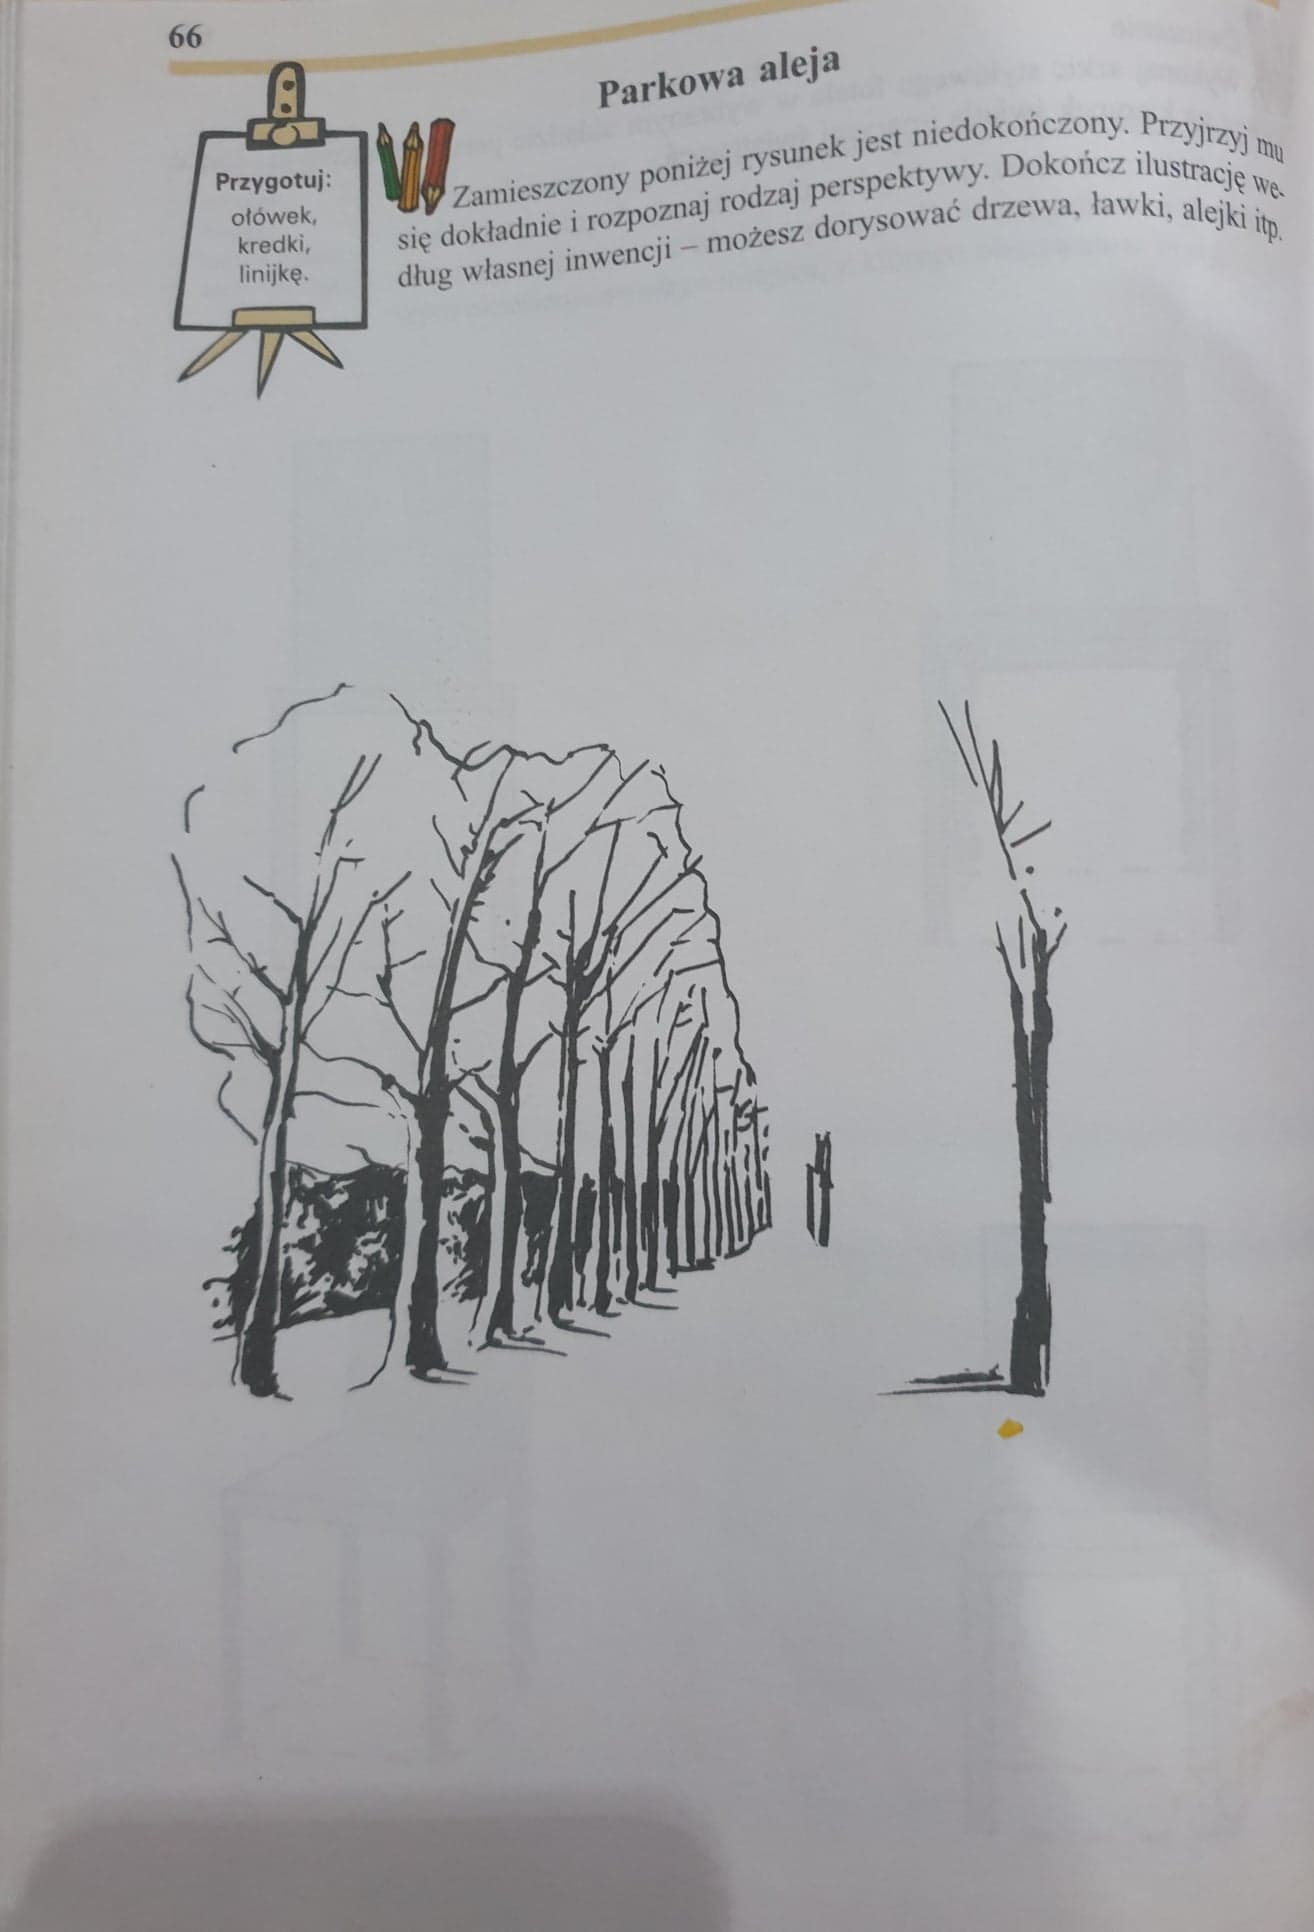 66
Parkowa aleja
Przygotuj:
ołówek,
kredki,
linijkę.
Zamieszczony poniżej rysunek jest niedokończony. Przyjrzyj mu
się dokładnie i rozpoznaj rodzaj perspektywy. Dokończ ilustrację we-
dług własnej inwencji – możesz dorysować drzewa, ławki, alejki itp.